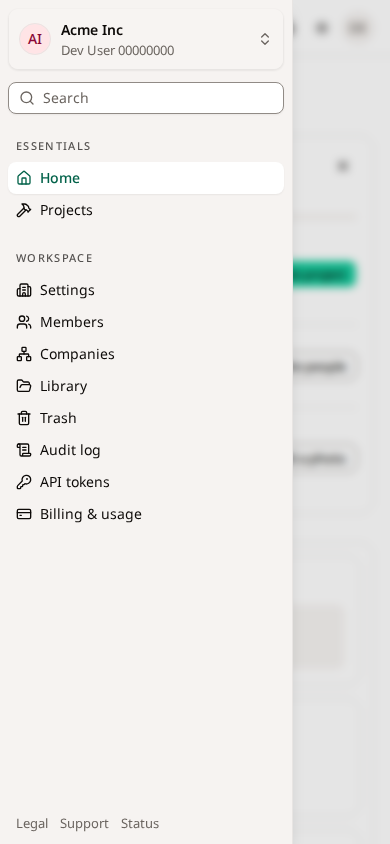 AI
Acme Inc
Dev User 00000000
Search
ESSENTIALS
Home
Projects
WORKSPACE
Settings
Members
Companies
Library
Trash
Audit log
API tokens
Billing & usage
Legal Support Status